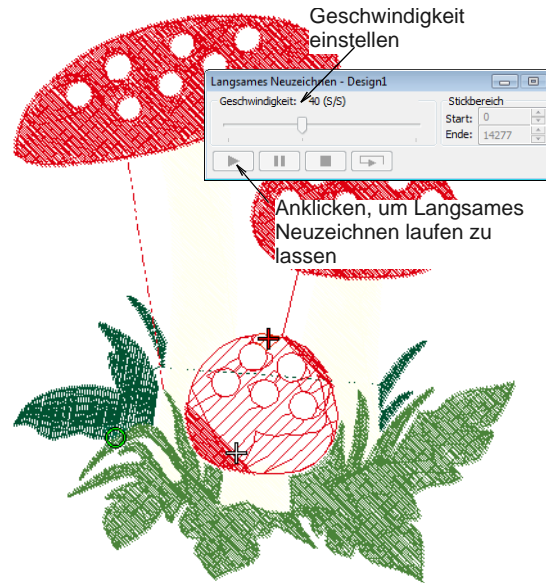 Geschwindigkeit
einstellen
Langsames Neuzeichnen - Design1
Geschwindigkeit: 40 (S/S)
Stickbereich
Start: 0
Ende: 14277
Anklicken, um Langsames
Neuzeichnen laufen zu
lassen